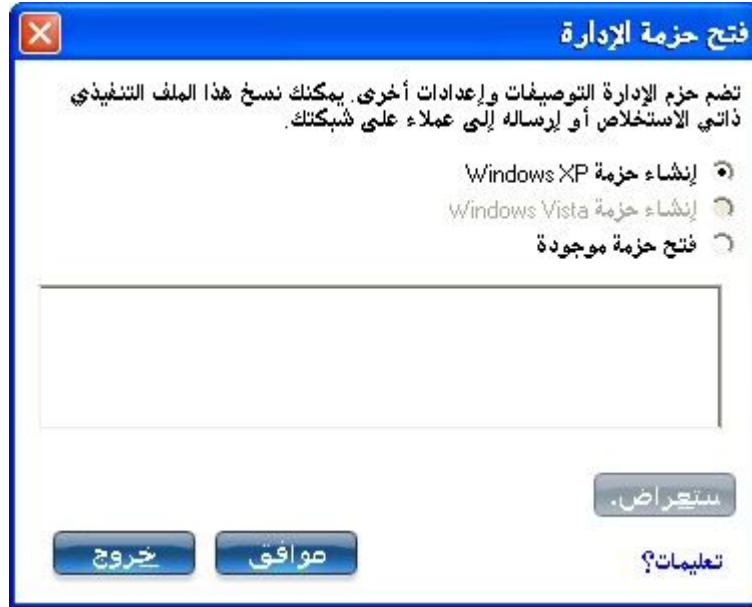 فتح حزمة الإدارة
تضم حزم الإدارة التوصيفات وإعدادات أخرى. يمكنك نسخ هذا الملف التنفيذي
ذاتي الاستخلاص أو إرساله إلى عملاء على شبكتك.
إنشاء حزمة Windows XP
إنشاء حزمة Windows Vista
فتح حزمة موجودة
ستعراض.
تعليمات؟ موافق خروج